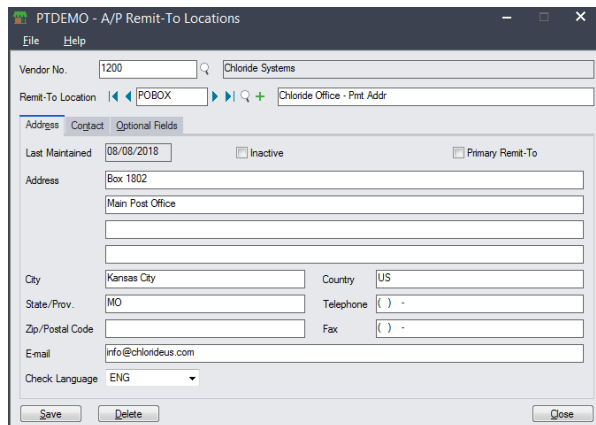 PTDEMO - A/P Remit-To Locations
File Help
Vendor No. 1200 Chloride Systems
Remit-To Location POBOX Chloride Office - Pmt Addr
Address Contact Optional Fields
Last Maintained 08/08/2018 Inactive Primary Remit-To
Address Box 1802
Main Post Office
City Kansas City Country US
State/Prov. MO Telephone ( ) -
Zip/Postal Code Fax ( ) -
E-mail info@chlorideus.com
Check Language ENG
Save Delete Close